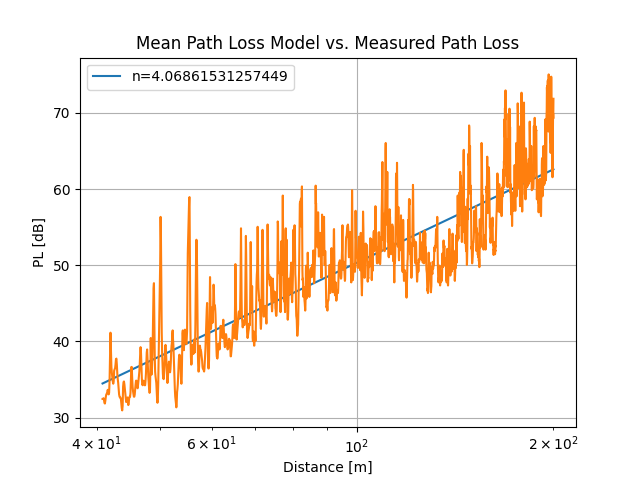 Mean Path Loss Model vs. Measured Path Loss
n=4.06861531257449
70
60
50
40
30
PL [dB]
4 × 10¹
6 × 10¹
10²
2 × 10²
Distance [m]